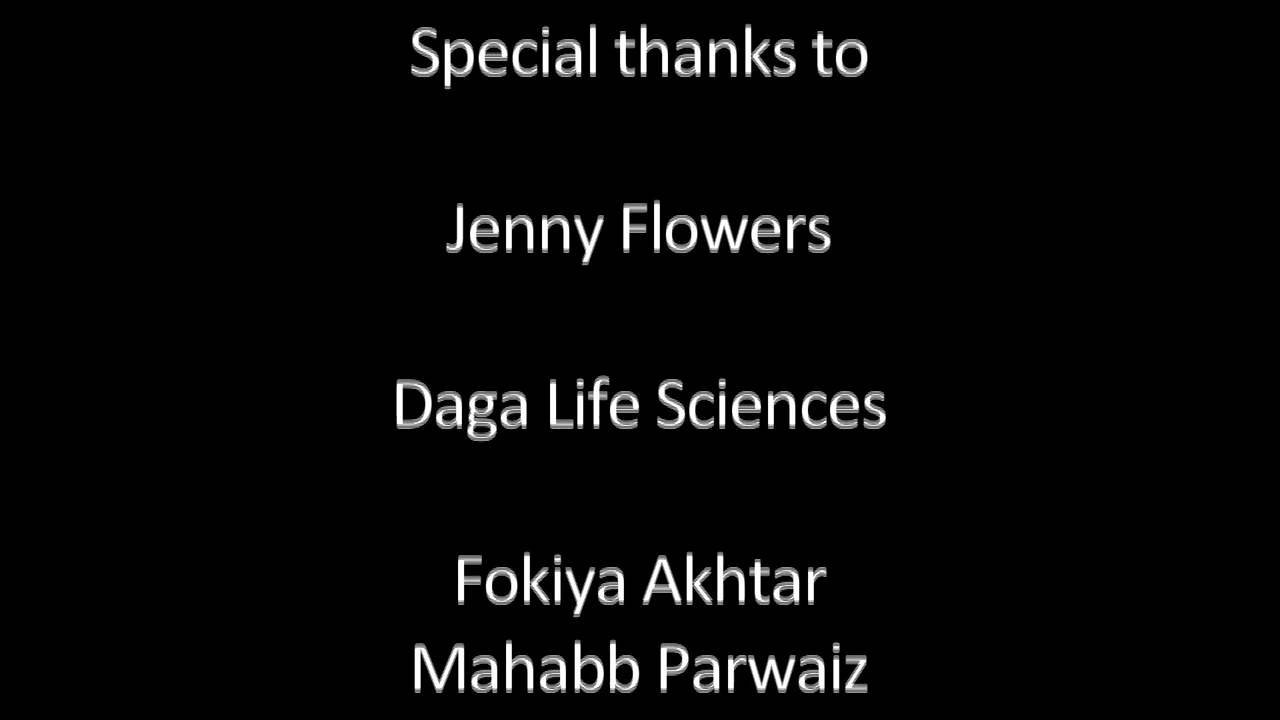 Special thanks to
Jenny Flowers
Daga Life Sciences
Fokiya Akhtar
Mahabb Parwaiz